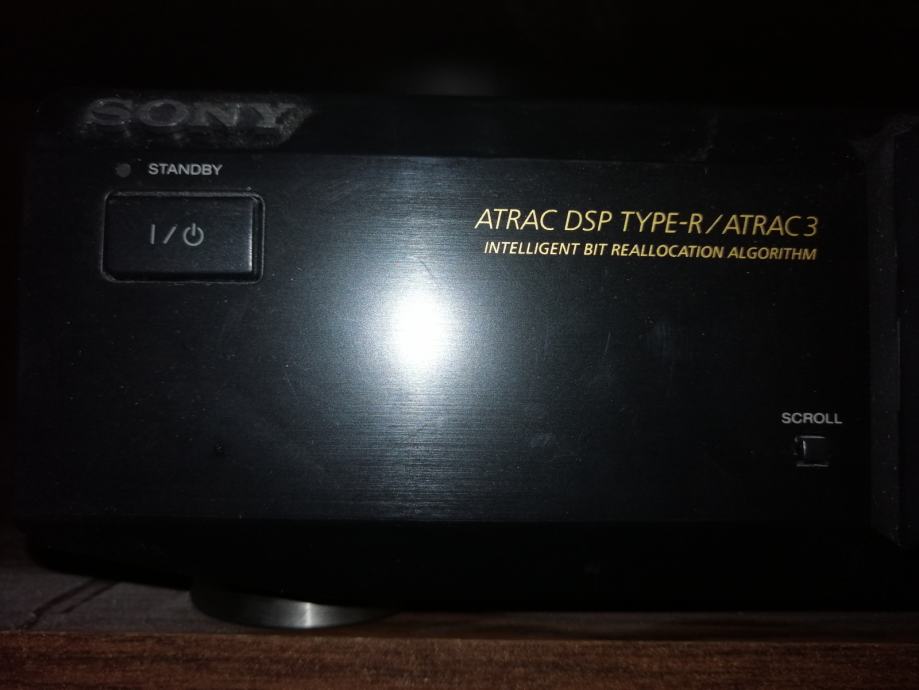 SONY
STANDBY
I/⏻
ATRAC DSP TYPE-R/ATRAC3
INTELLIGENT BIT REALLOCATION ALGORITHM
SCROLL